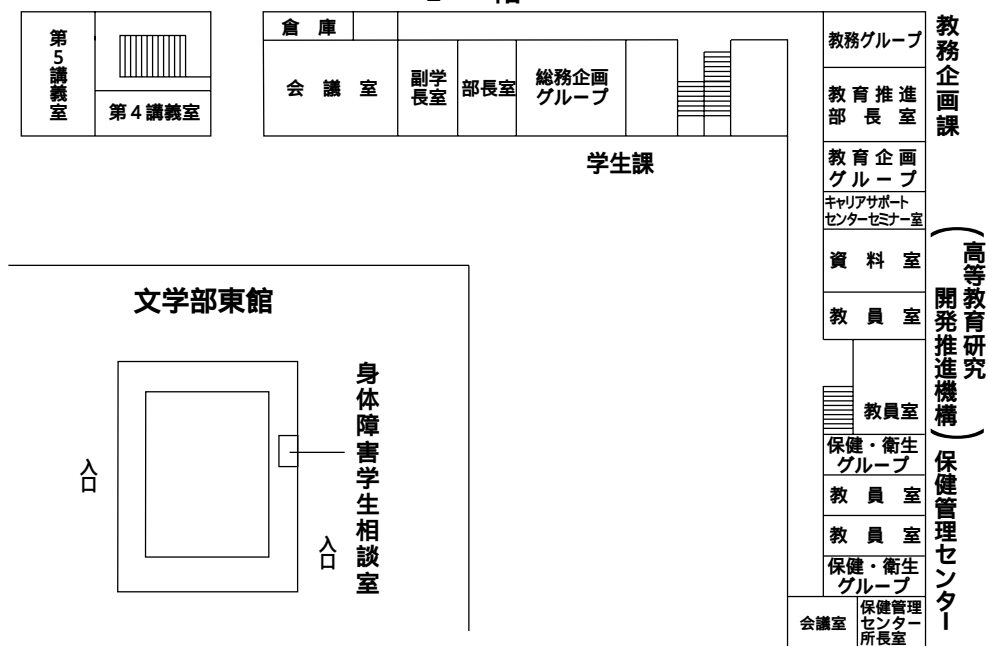 第5講義室
第4講義室
倉庫
会議室
副学
長室
部長室
総務企画
グループ
学生課
教務グループ
教育推進
部長室
教育企画
グループ
キャリアサポート
センターセミナー室
資料室
教員室
教員室
保健・衛生
グループ
教員室
教員室
保健・衛生
グループ
会議室
保健管理
センター
所長室
教務企画課
（高等教育研究
開発推進機構）
保健管理センター
文学部東館
身体障害学生相談室
入口
入口